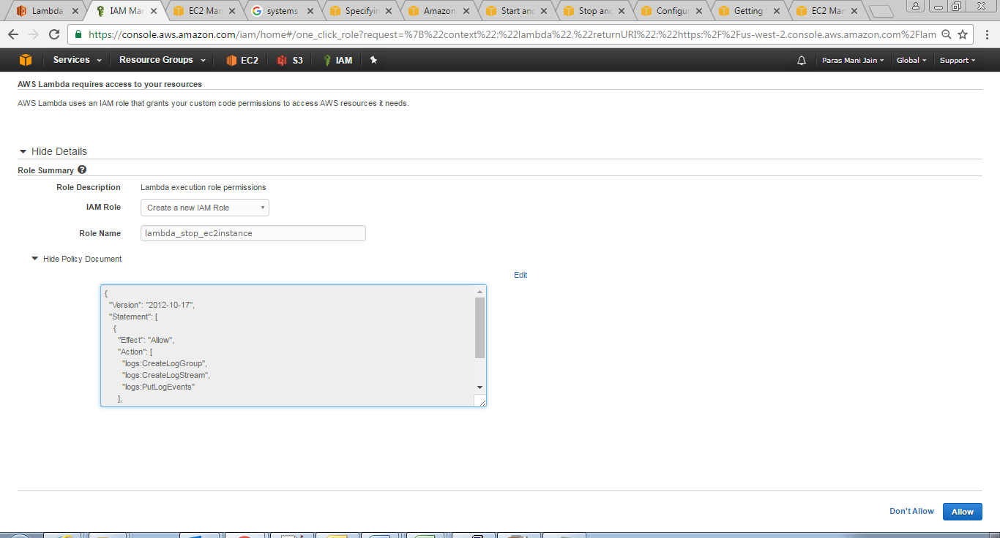 Lambda
IAM Mar
EC2 Mar
systems
Specifyin
Amazon
Start and
Stop and
Configur
Getting
EC2 Mar
https://console.aws.amazon.com/iam/home#/one_click_role?request=%7B%22context%22:%22lambda%22,%22returnURI%22:%22https:%2F%2Fus-west-2.console.aws.amazon.com%2Flam
Services
Resource Groups
EC2
S3
IAM
Paras Mani Jain
Global
Support
AWS Lambda requires access to your resources
AWS Lambda uses an IAM role that grants your custom code permissions to access AWS resources it needs.
Hide Details
Role Summary ?
Role Description Lambda execution role permissions
IAM Role Create a new IAM Role
Role Name lambda_stop_ec2instance
Hide Policy Document
Edit
{
"Version": "2012-10-17",
"Statement": [
{
"Effect": "Allow",
"Action": [
"logs:CreateLogGroup",
"logs:CreateLogStream",
"logs:PutLogEvents"
],
Don't Allow
Allow